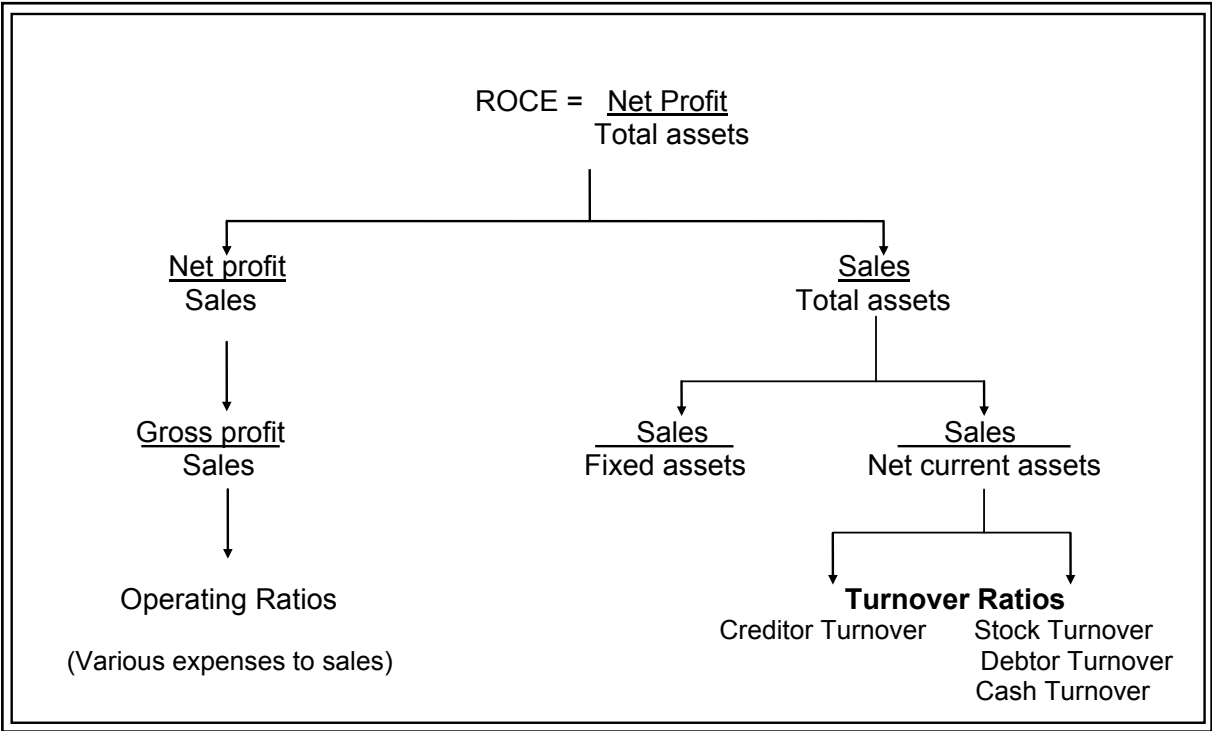 ROCE = Net Profit
Total assets
Net profit
Sales
Sales
Total assets
Gross profit
Sales
Sales
Fixed assets
Sales
Net current assets
Operating Ratios
(Various expenses to sales)
Turnover Ratios
Creditor Turnover Stock Turnover
Debtor Turnover
Cash Turnover